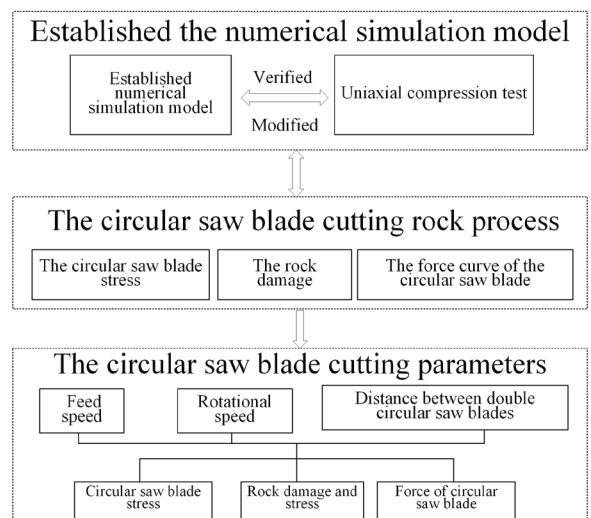 Established the numerical simulation model
Established
numerical
simulation model
Verified
Modified
Uniaxial compression test
The circular saw blade cutting rock process
The circular saw blade
stress
The rock
damage
The force curve of the
circular saw blade
The circular saw blade cutting parameters
Feed
speed
Rotational
speed
Distance between double
circular saw blades
Circular saw blade
stress
Rock damage and
stress
Force of circular
saw blade